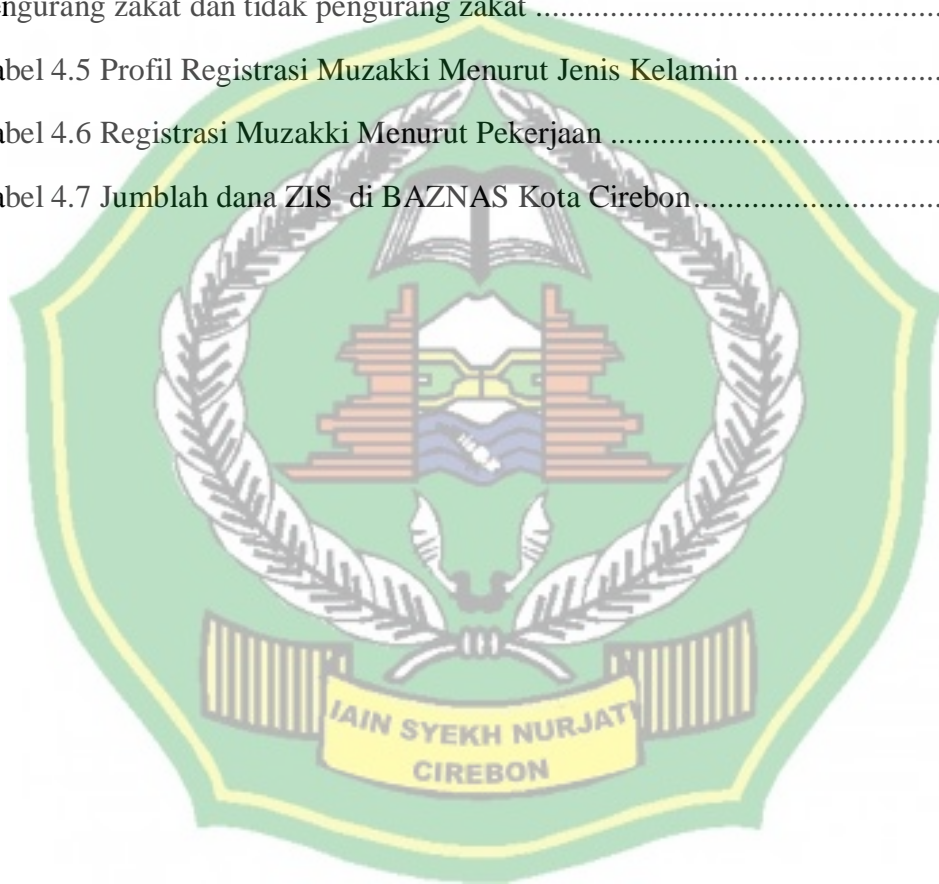 engurang zakat dan tidak pengurang zakat ......................................................
abel 4.5 Profil Registrasi Muzakki Menurut Jenis Kelamin ..........................
abel 4.6 Registrasi Muzakki Menurut Pekerjaan ............................................
abel 4.7 Jumblah dana ZIS  di BAZNAS Kota Cirebon.................................
IAIN SYEKH NURJATI
CIREBON